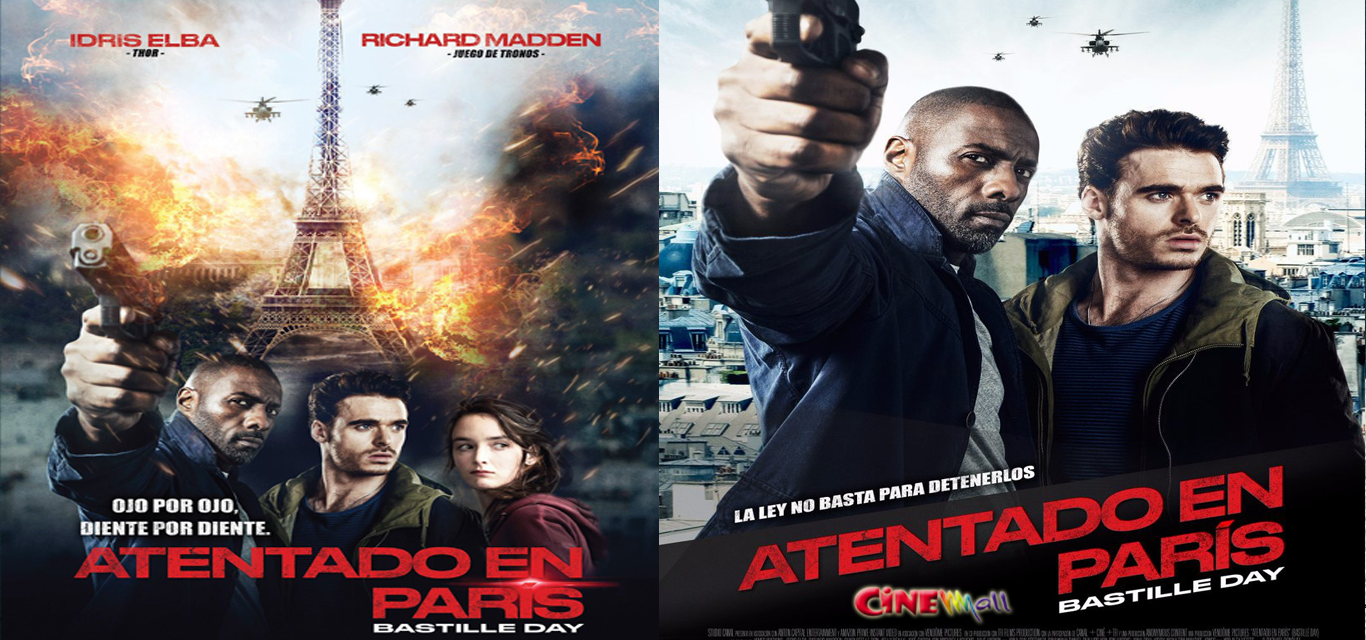 IDRIS ELBA
- THOR -
RICHARD MADDEN
- JUEGO DE TRONOS -
OJO POR OJO,
DIENTE POR DIENTE.
ATENTADO EN
PARIS
BASTILLE DAY
LA LEY NO BASTA PARA DETENERLOS
ATENTADO EN
PARÍS
BASTILLE DAY
CiNEMall